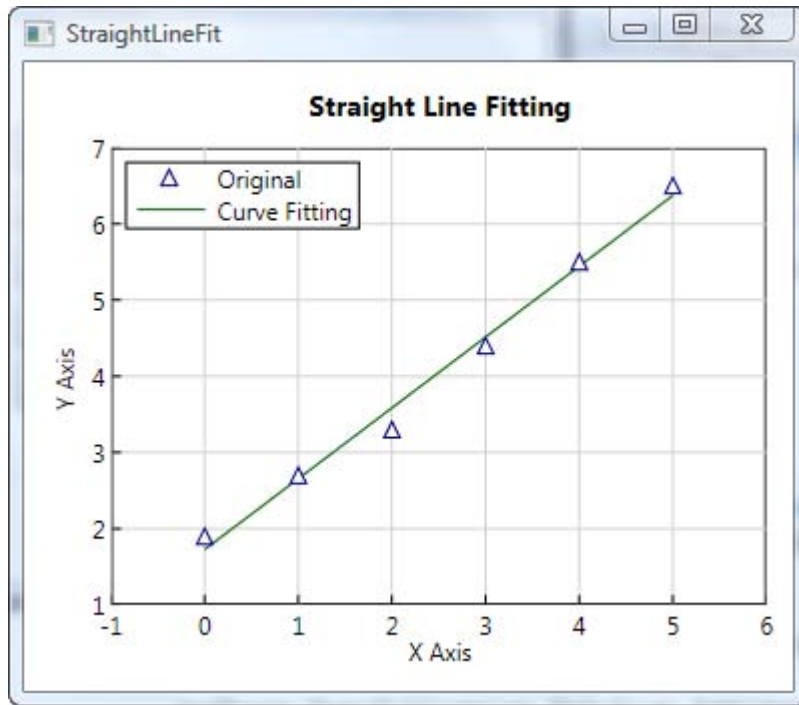 StraightLineFit
Straight Line Fitting
Original
Curve Fitting
7
6
5
4
3
2
1
Y Axis
-1 0 1 2 3 4 5 6
X Axis